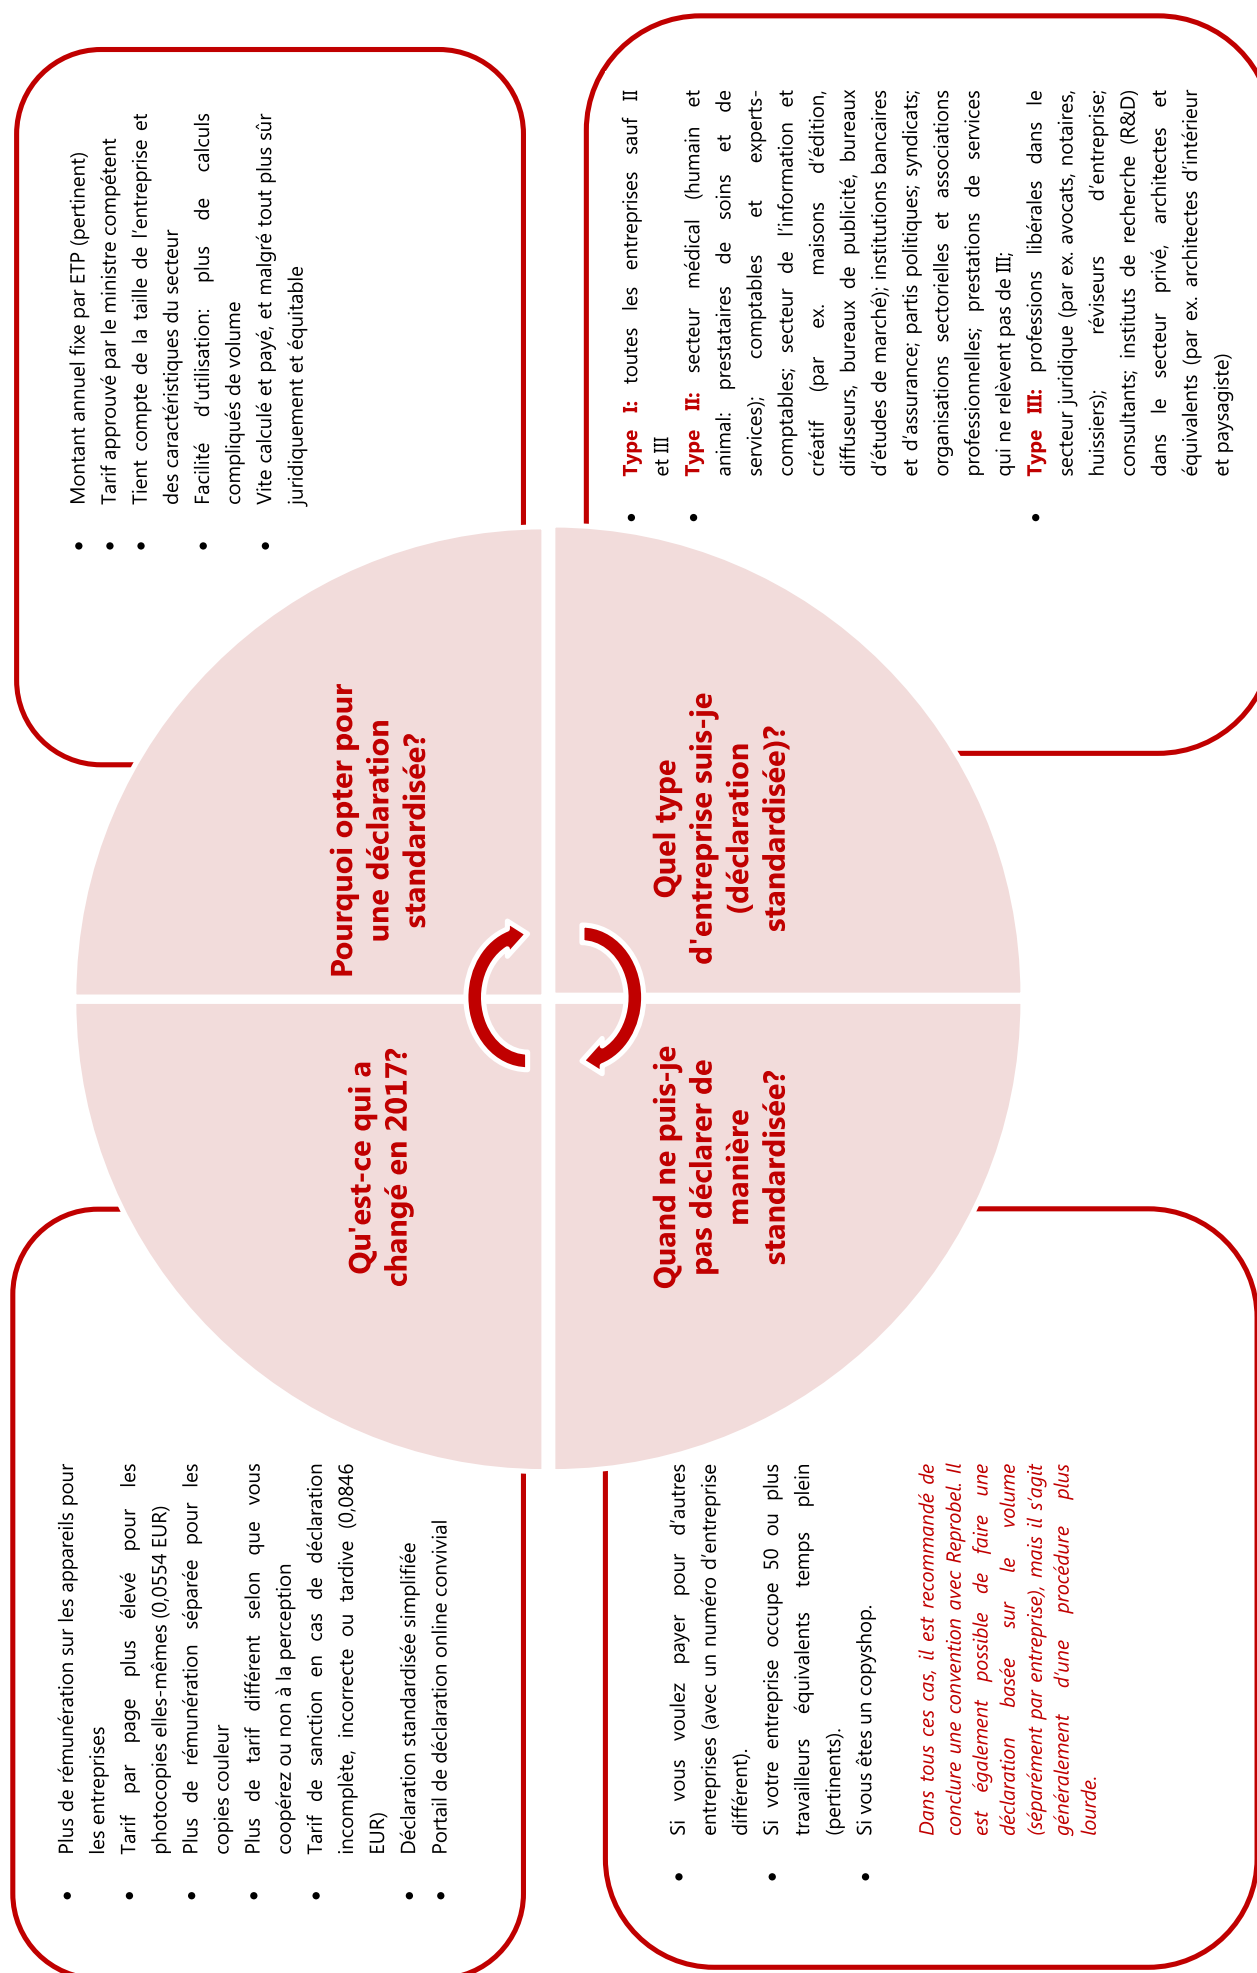 Qu'est-ce qui a
changé en 2017?
• Plus de rémunération sur les appareils pour
les entreprises
• Tarif par page plus élevé pour les
photocopies elles-mêmes (0,0554 EUR)
• Plus de rémunération séparée pour les
copies couleur
• Plus de tarif différent selon que vous
coopérez ou non à la perception
• Tarif de sanction en cas de déclaration
incomplète, incorrecte ou tardive (0,0846
EUR)
• Déclaration standardisée simplifiée
• Portail de déclaration online convivial
Pourquoi opter pour
une déclaration
standardisée?
• Montant annuel fixe par ETP (pertinent)
• Tarif approuvé par le ministre compétent
• Tient compte de la taille de l'entreprise et
des caractéristiques du secteur
• Facilité d'utilisation: plus de calculs
compliqués de volume
• Vite calculé et payé, et malgré tout plus sûr
juridiquement et équitable
Quand ne puis-je
pas déclarer de
manière
standardisée?
• Si vous voulez payer pour d'autres
entreprises (avec un numéro d'entreprise
différent).
• Si votre entreprise occupe 50 ou plus
travailleurs équivalents temps plein
(pertinents).
• Si vous êtes un copyshop.
Dans tous ces cas, il est recommandé de
conclure une convention avec Reprobel. Il
est également possible de faire une
déclaration basée sur le volume
(séparément par entreprise), mais il s'agit
généralement d'une procédure plus
lourde.
Quel type
d'entreprise suis-je
(déclaration
standardisée)?
• Type I: toutes les entreprises sauf II
et III
• Type II: secteur médical (humain et
animal: prestataires de soins et de
services); comptables et experts-
comptables; secteur de l'information et
créatif (par ex. maisons d'édition,
diffuseurs, bureaux de publicité, bureaux
d'études de marché); institutions bancaires
et d'assurance; partis politiques; syndicats;
organisations sectorielles et associations
professionnelles; prestations de services
qui ne relèvent pas de III;
• Type III: professions libérales dans le
secteur juridique (par ex. avocats, notaires,
huissiers); réviseurs d'entreprise;
consultants; instituts de recherche (R&D)
dans le secteur privé, architectes et
équivalents (par ex. architectes d'intérieur
et paysagiste)